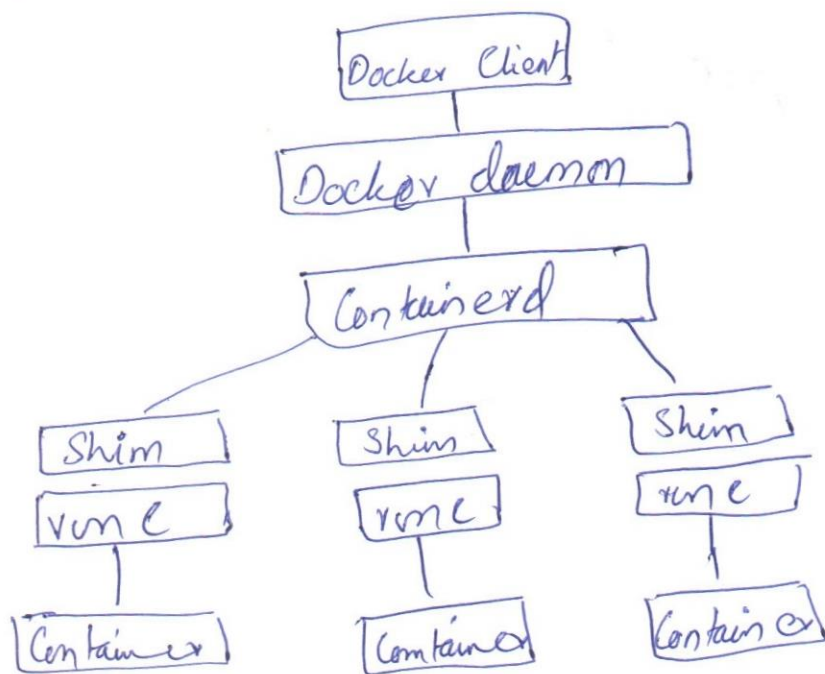 Docker Client
Docker daemon
Containerd
Shim Shim Shim
runc runc runc
Container Container Container